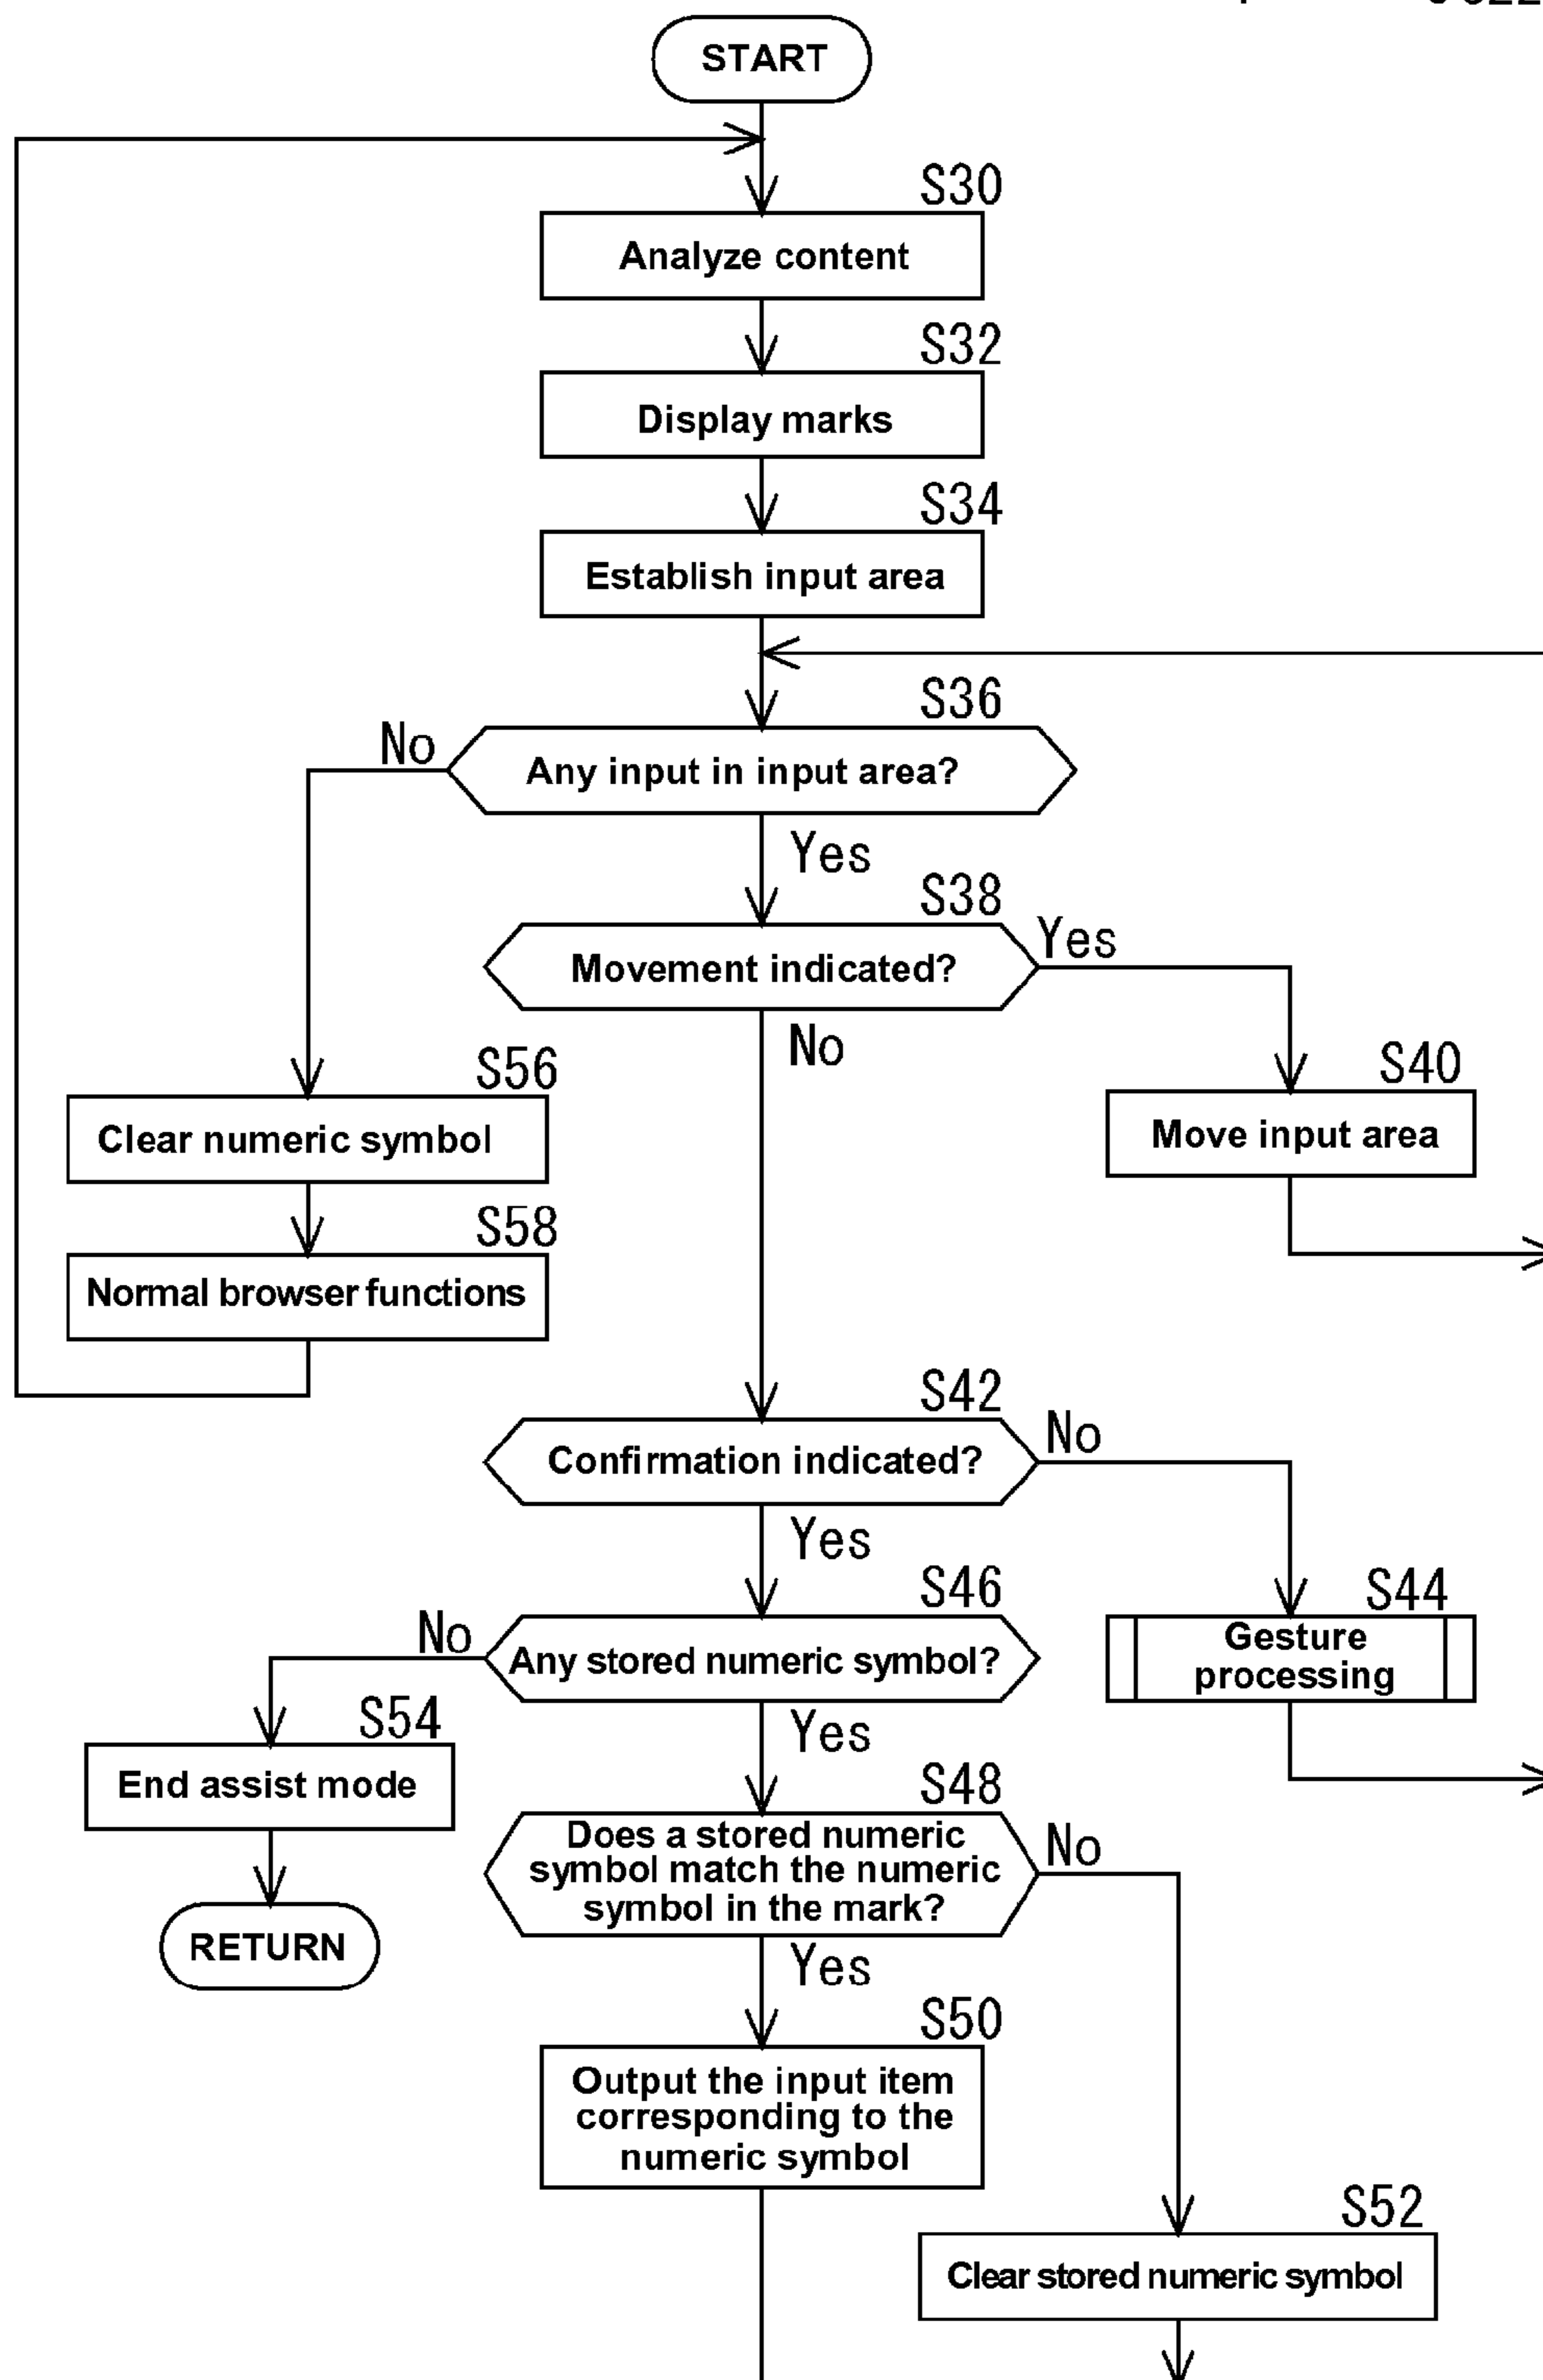 START
S30
Analyze content
S32
Display marks
S34
Establish input area
S36
No
Any input in input area?
Yes
S38
Yes
Movement indicated?
No
S56
S40
Clear numeric symbol
Move input area
S58
Normal browser functions
S42
No
Confirmation indicated?
Yes
S46
S44
No
Any stored numeric symbol?
Gesture
processing
Yes
S54
End assist mode
S48
No
Does a stored numeric
symbol match the numeric
symbol in the mark?
RETURN
Yes
S50
Output the input item
corresponding to the
numeric symbol
S52
Clear stored numeric symbol